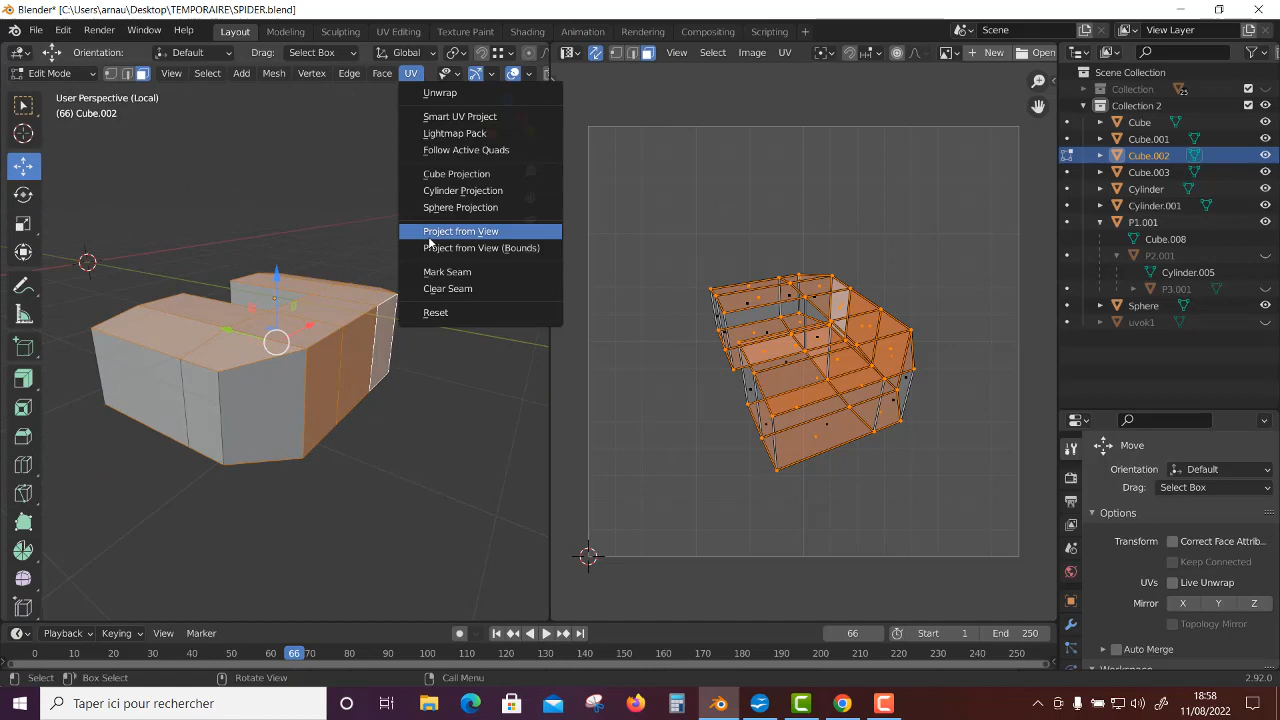 Blender* [C:\Users\arnau\Desktop\TEMPORAIRE\SPIDER.blend]
File Edit Render Window Help Layout Modeling Sculpting UV Editing Texture Paint Shading Animation Rendering Compositing Scripting Scene View Layer
Orientation: Default Drag: Select Box Global View Select Image UV New Open
Edit Mode View Select Add Mesh Vertex Edge Face UV
User Perspective (Local)
(66) Cube.002
Unwrap
Smart UV Project
Lightmap Pack
Follow Active Quads
Cube Projection
Cylinder Projection
Sphere Projection
Project from View
Project from View (Bounds)
Mark Seam
Clear Seam
Reset
Scene Collection
Collection 25
Collection 2
Cube
Cube.001
Cube.002
Cube.003
Cylinder
Cylinder.001
P1.001
Cube.008
P2.001
Cylinder.005
P3.001
Sphere
uvok1
Move
Orientation Default
Drag: Select Box
Options
Transform Correct Face Attrib...
Keep Connected
UVs Live Unwrap
Mirror X Y Z
Topology Mirror
Auto Merge
Workspace
Playback Keying View Marker 66 Start 1 End 250
0 10 20 30 40 50 60 66 70 80 90 100 110 120 130 140 150 160 170 180 190 200 210 220 230 240 250
Select Box Select Rotate View Call Menu 2.92.0
Tapez ici pour rechercher
18:58
11/08/2022